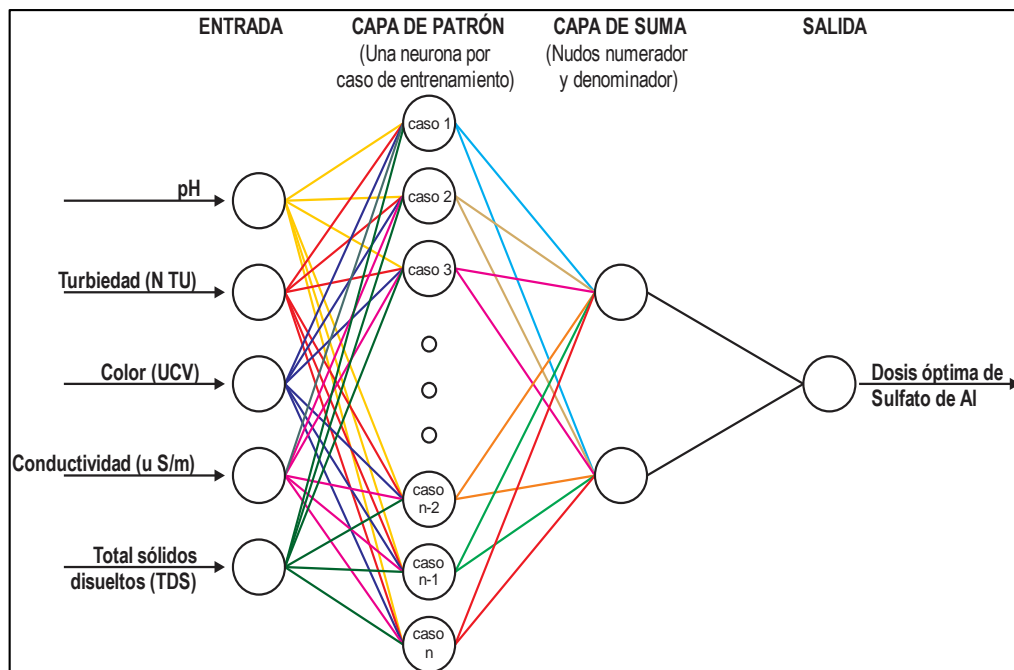 ENTRADA
CAPA DE PATRÓN
(Una neurona por
caso de entrenamiento)
CAPA DE SUMA
(Nudos numerador
y denominador)
SALIDA
pH
Turbiedad (N TU)
Color (UCV)
Conductividad (u S/m)
Total sólidos
disueltos (TDS)
caso 1
caso 2
caso 3
caso
n-2
caso
n-1
caso
n
Dosis óptima de
Sulfato de Al